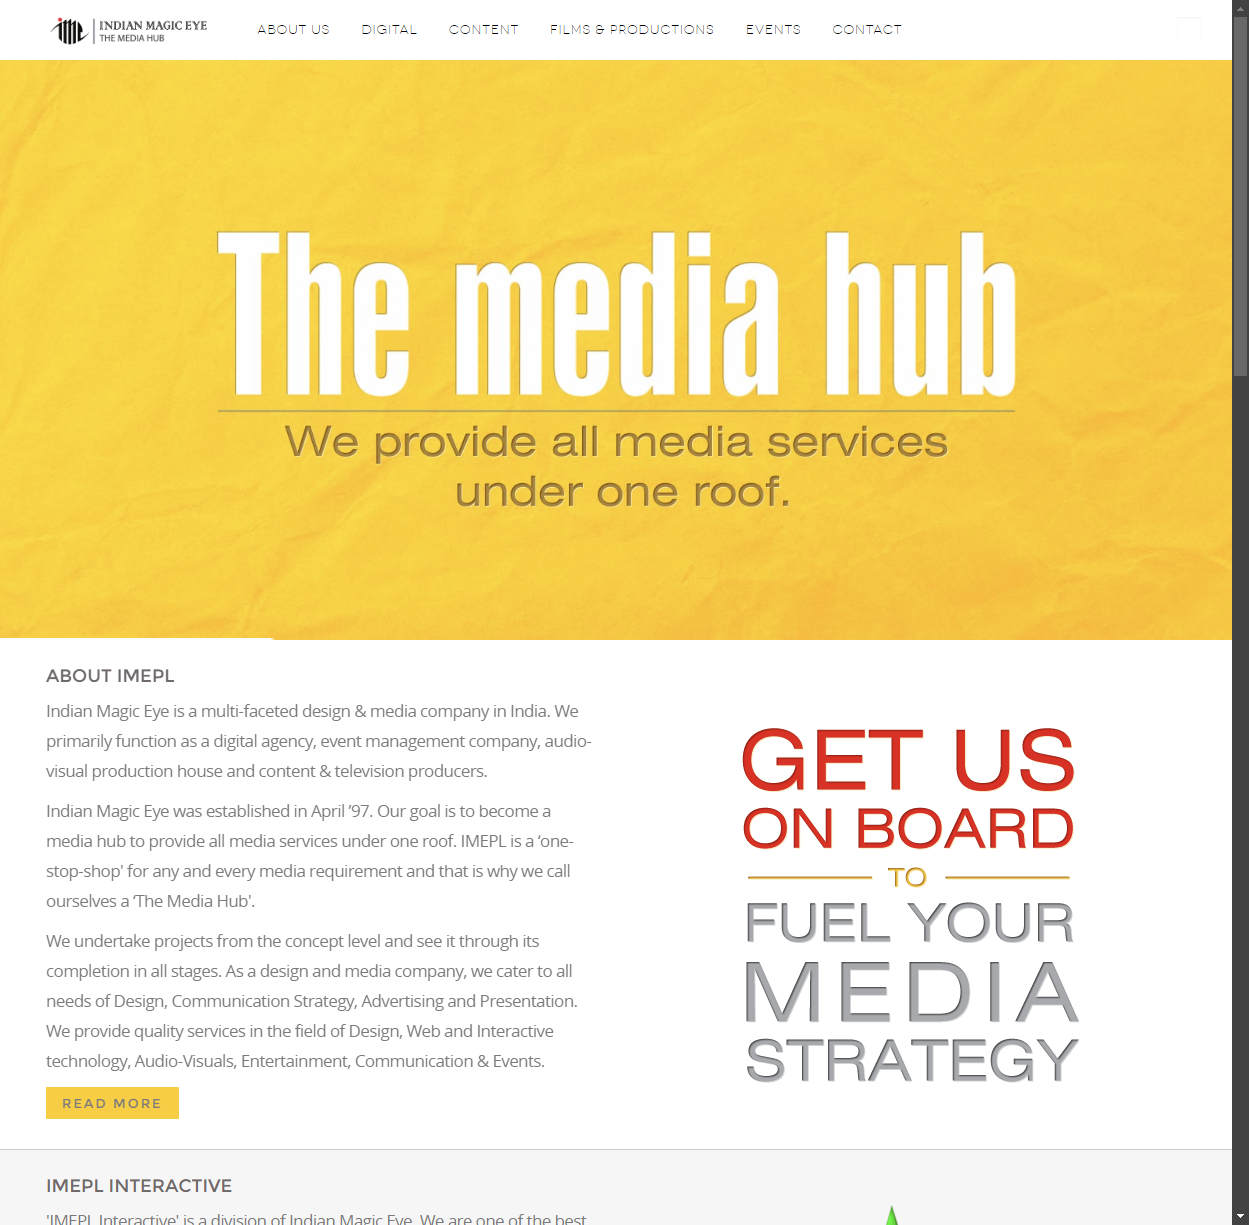 INDIAN MAGIC EYE
THE MEDIA HUB
ABOUT US
DIGITAL
CONTENT
FILMS & PRODUCTIONS
EVENTS
CONTACT
The media hub
We provide all media services
under one roof.
ABOUT IMEPL
Indian Magic Eye is a multi-faceted design & media company in India. We
primarily function as a digital agency, event management company, audio-
visual production house and content & television producers.
Indian Magic Eye was established in April ’97. Our goal is to become a
media hub to provide all media services under one roof. IMEPL is a ‘one-
stop-shop' for any and every media requirement and that is why we call
ourselves a ‘The Media Hub'.
We undertake projects from the concept level and see it through its
completion in all stages. As a design and media company, we cater to all
needs of Design, Communication Strategy, Advertising and Presentation.
We provide quality services in the field of Design, Web and Interactive
technology, Audio-Visuals, Entertainment, Communication & Events.
READ MORE
GET US
ON BOARD
TO
FUEL YOUR
MEDIA
STRATEGY
IMEPL INTERACTIVE
'IMEPL Interactive' is a division of Indian Magic Eye. We are one of the best